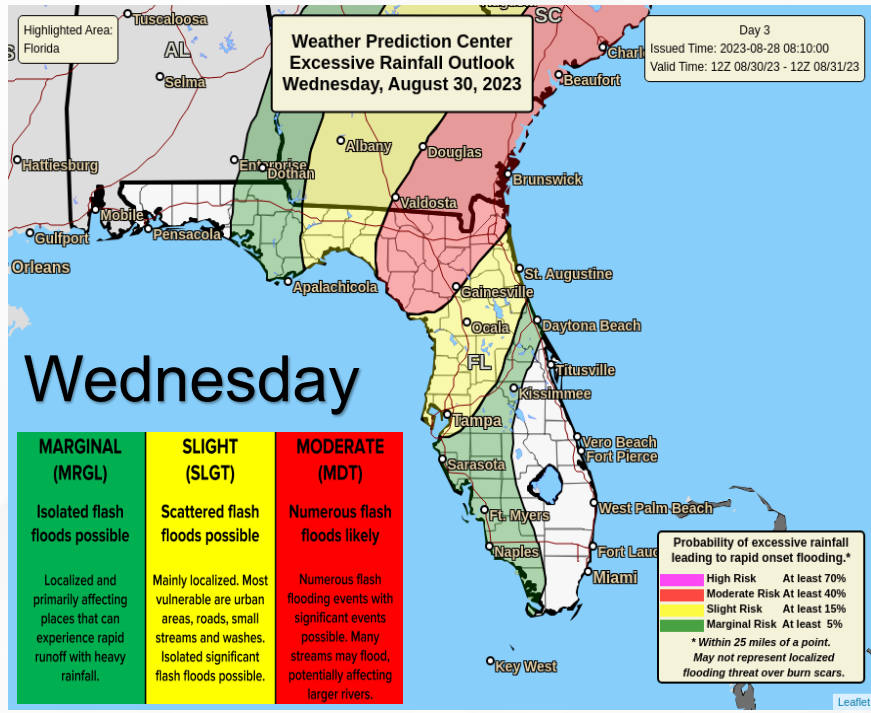 Highlighted Area:
Florida
Weather Prediction Center
Excessive Rainfall Outlook
Wednesday, August 30, 2023
Day 3
Issued Time: 2023-08-28 08:10:00
Valid Time: 12Z 08/30/23 - 12Z 08/31/23
Tuscaloosa
SC
AL
Charl
Selma
Beaufort
Albany
Douglas
Hattiesburg
Enterprise
Dothan
Brunswick
Valdosta
Mobile
Pensacola
Gulfport
Orleans
St. Augustine
Apalachicola
Gainesville
Ocala
Daytona Beach
FL
Titusville
Kissimmee
Tampa
Vero Beach
Fort Pierce
Sarasota
West Palm Beach
Ft. Myers
Naples
Fort Laud
Miami
Key West
Wednesday
MARGINAL
(MRGL)
Isolated flash
floods possible
Localized and
primarily affecting
places that can
experience rapid
runoff with heavy
rainfall.
SLIGHT
(SLGT)
Scattered flash
floods possible
Mainly localized. Most
vulnerable are urban
areas, roads, small
streams and washes.
Isolated significant
flash floods possible.
MODERATE
(MDT)
Numerous flash
floods likely
Numerous flash
flooding events with
significant events
possible. Many
streams may flood,
potentially affecting
larger rivers.
Probability of excessive rainfall
leading to rapid onset flooding.*
High Risk At least 70%
Moderate Risk At least 40%
Slight Risk At least 15%
Marginal Risk At least 5%
* Within 25 miles of a point.
May not represent localized
flooding threat over burn scars.
Leaflet